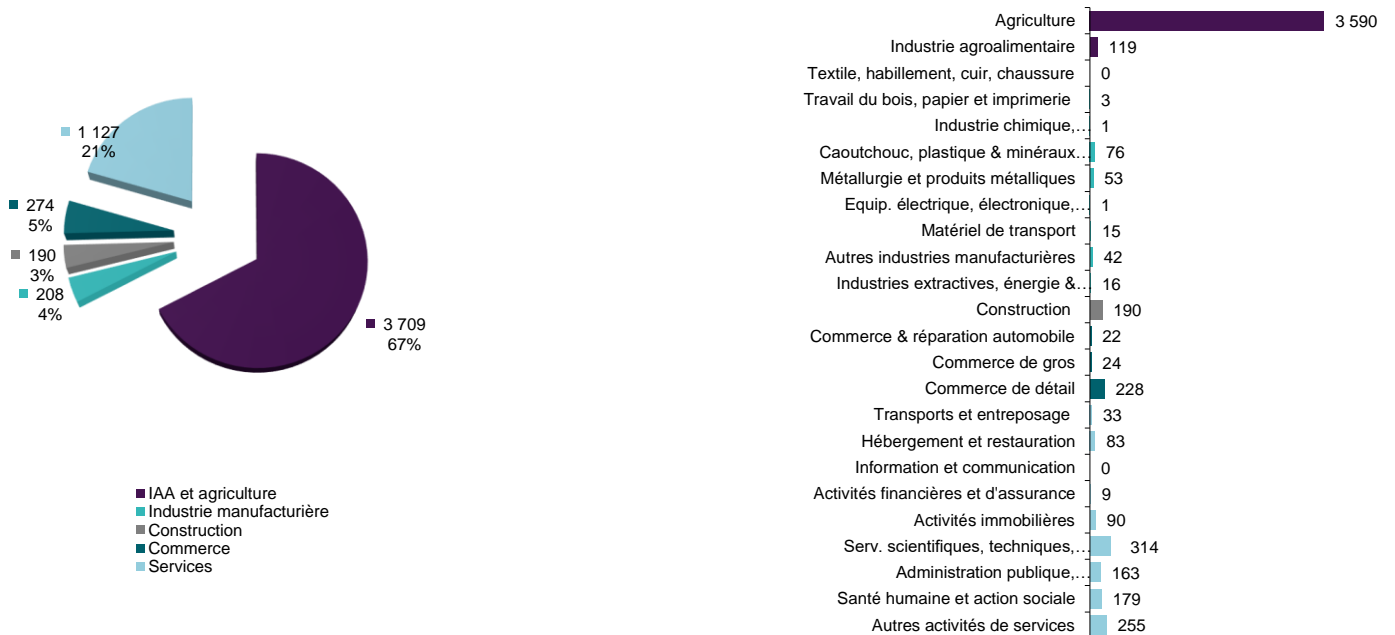 1 127
21%
274
5%
190
3%
208
4%
3 709
67%
IAA et agriculture
Industrie manufacturière
Construction
Commerce
Services
Agriculture 3 590
Industrie agroalimentaire 119
Textile, habillement, cuir, chaussure 0
Travail du bois, papier et imprimerie 3
Industrie chimique,… 1
Caoutchouc, plastique & minéraux… 76
Métallurgie et produits métalliques 53
Equip. électrique, électronique,… 1
Matériel de transport 15
Autres industries manufacturières 42
Industries extractives, énergie &… 16
Construction 190
Commerce & réparation automobile 22
Commerce de gros 24
Commerce de détail 228
Transports et entreposage 33
Hébergement et restauration 83
Information et communication 0
Activités financières et d'assurance 9
Activités immobilières 90
Serv. scientifiques, techniques,… 314
Administration publique,… 163
Santé humaine et action sociale 179
Autres activités de services 255